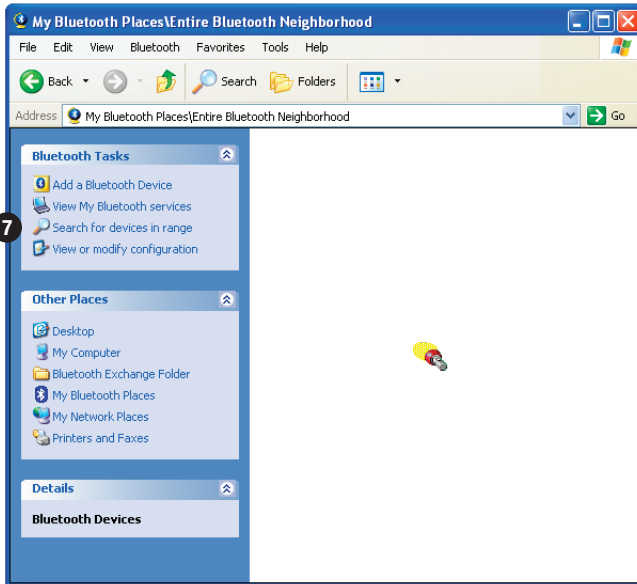 My Bluetooth Places\Entire Bluetooth Neighborhood
File Edit View Bluetooth Favorites Tools Help
Back Search Folders
Address My Bluetooth Places\Entire Bluetooth Neighborhood Go
Bluetooth Tasks
Add a Bluetooth Device
View My Bluetooth services
7 Search for devices in range
View or modify configuration
Other Places
Desktop
My Computer
Bluetooth Exchange Folder
My Bluetooth Places
My Network Places
Printers and Faxes
Details
Bluetooth Devices